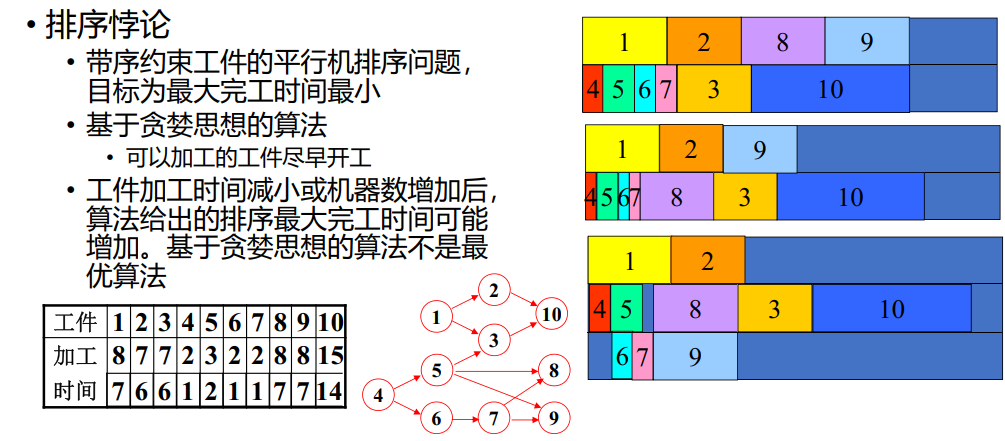 • 排序悖论
• 带序约束工件的平行机排序问题，
目标为最大完工时间最小
• 基于贪婪思想的算法
• 可以加工的工件尽早开工
• 工件加工时间减小或机器数增加后，
算法给出的排序最大完工时间可能
增加。基于贪婪思想的算法不是最
优算法
工件 1 2 3 4 5 6 7 8 9 10
加工 8 7 7 2 3 2 2 8 8 15
时间 7 6 6 1 2 1 1 7 7 14
2
1
10
3
5
8
4
6
7
9
1 2 8 9
4 5 6 7 3 10
1 2 9
4 5 6 7 8 3 10
1 2
4 5 8 3 10
6 7 9